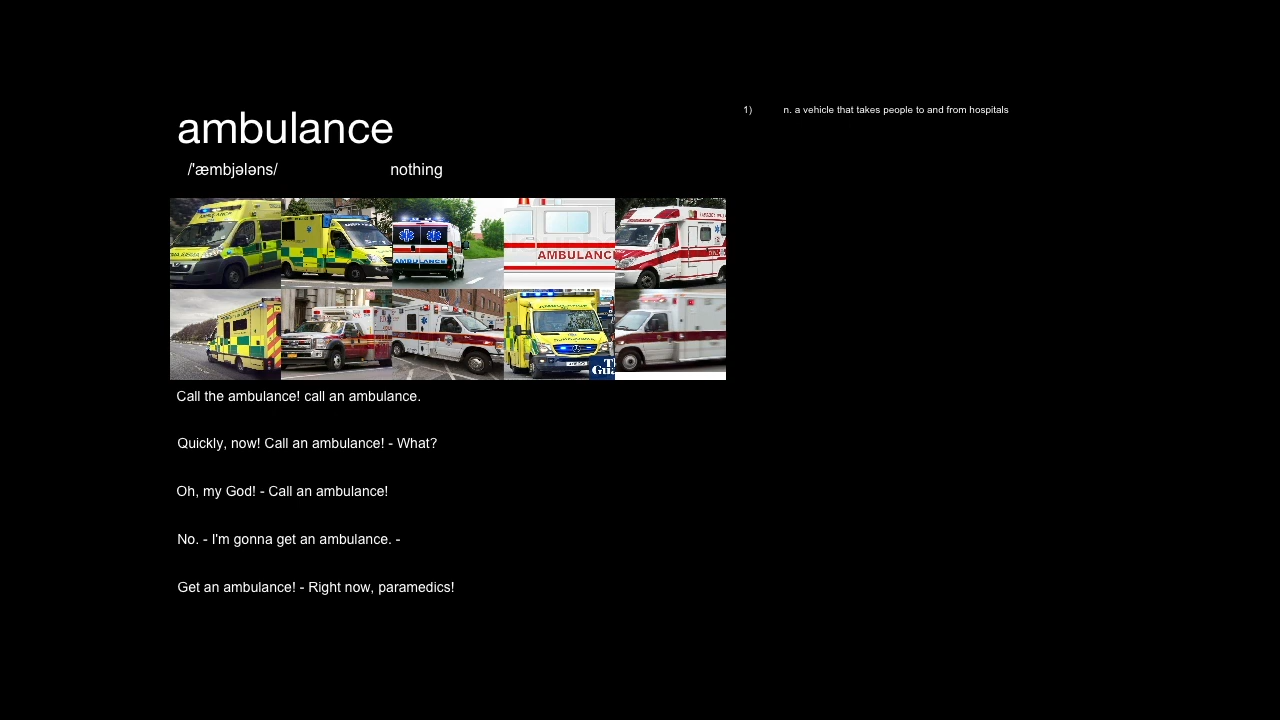 ambulance
/'æmbjələns/
nothing
1) n. a vehicle that takes people to and from hospitals
AMBULANCE
AMBULANCE
Call the ambulance! call an ambulance.
Quickly, now! Call an ambulance! - What?
Oh, my God! - Call an ambulance!
No. - I'm gonna get an ambulance. -
Get an ambulance! - Right now, paramedics!